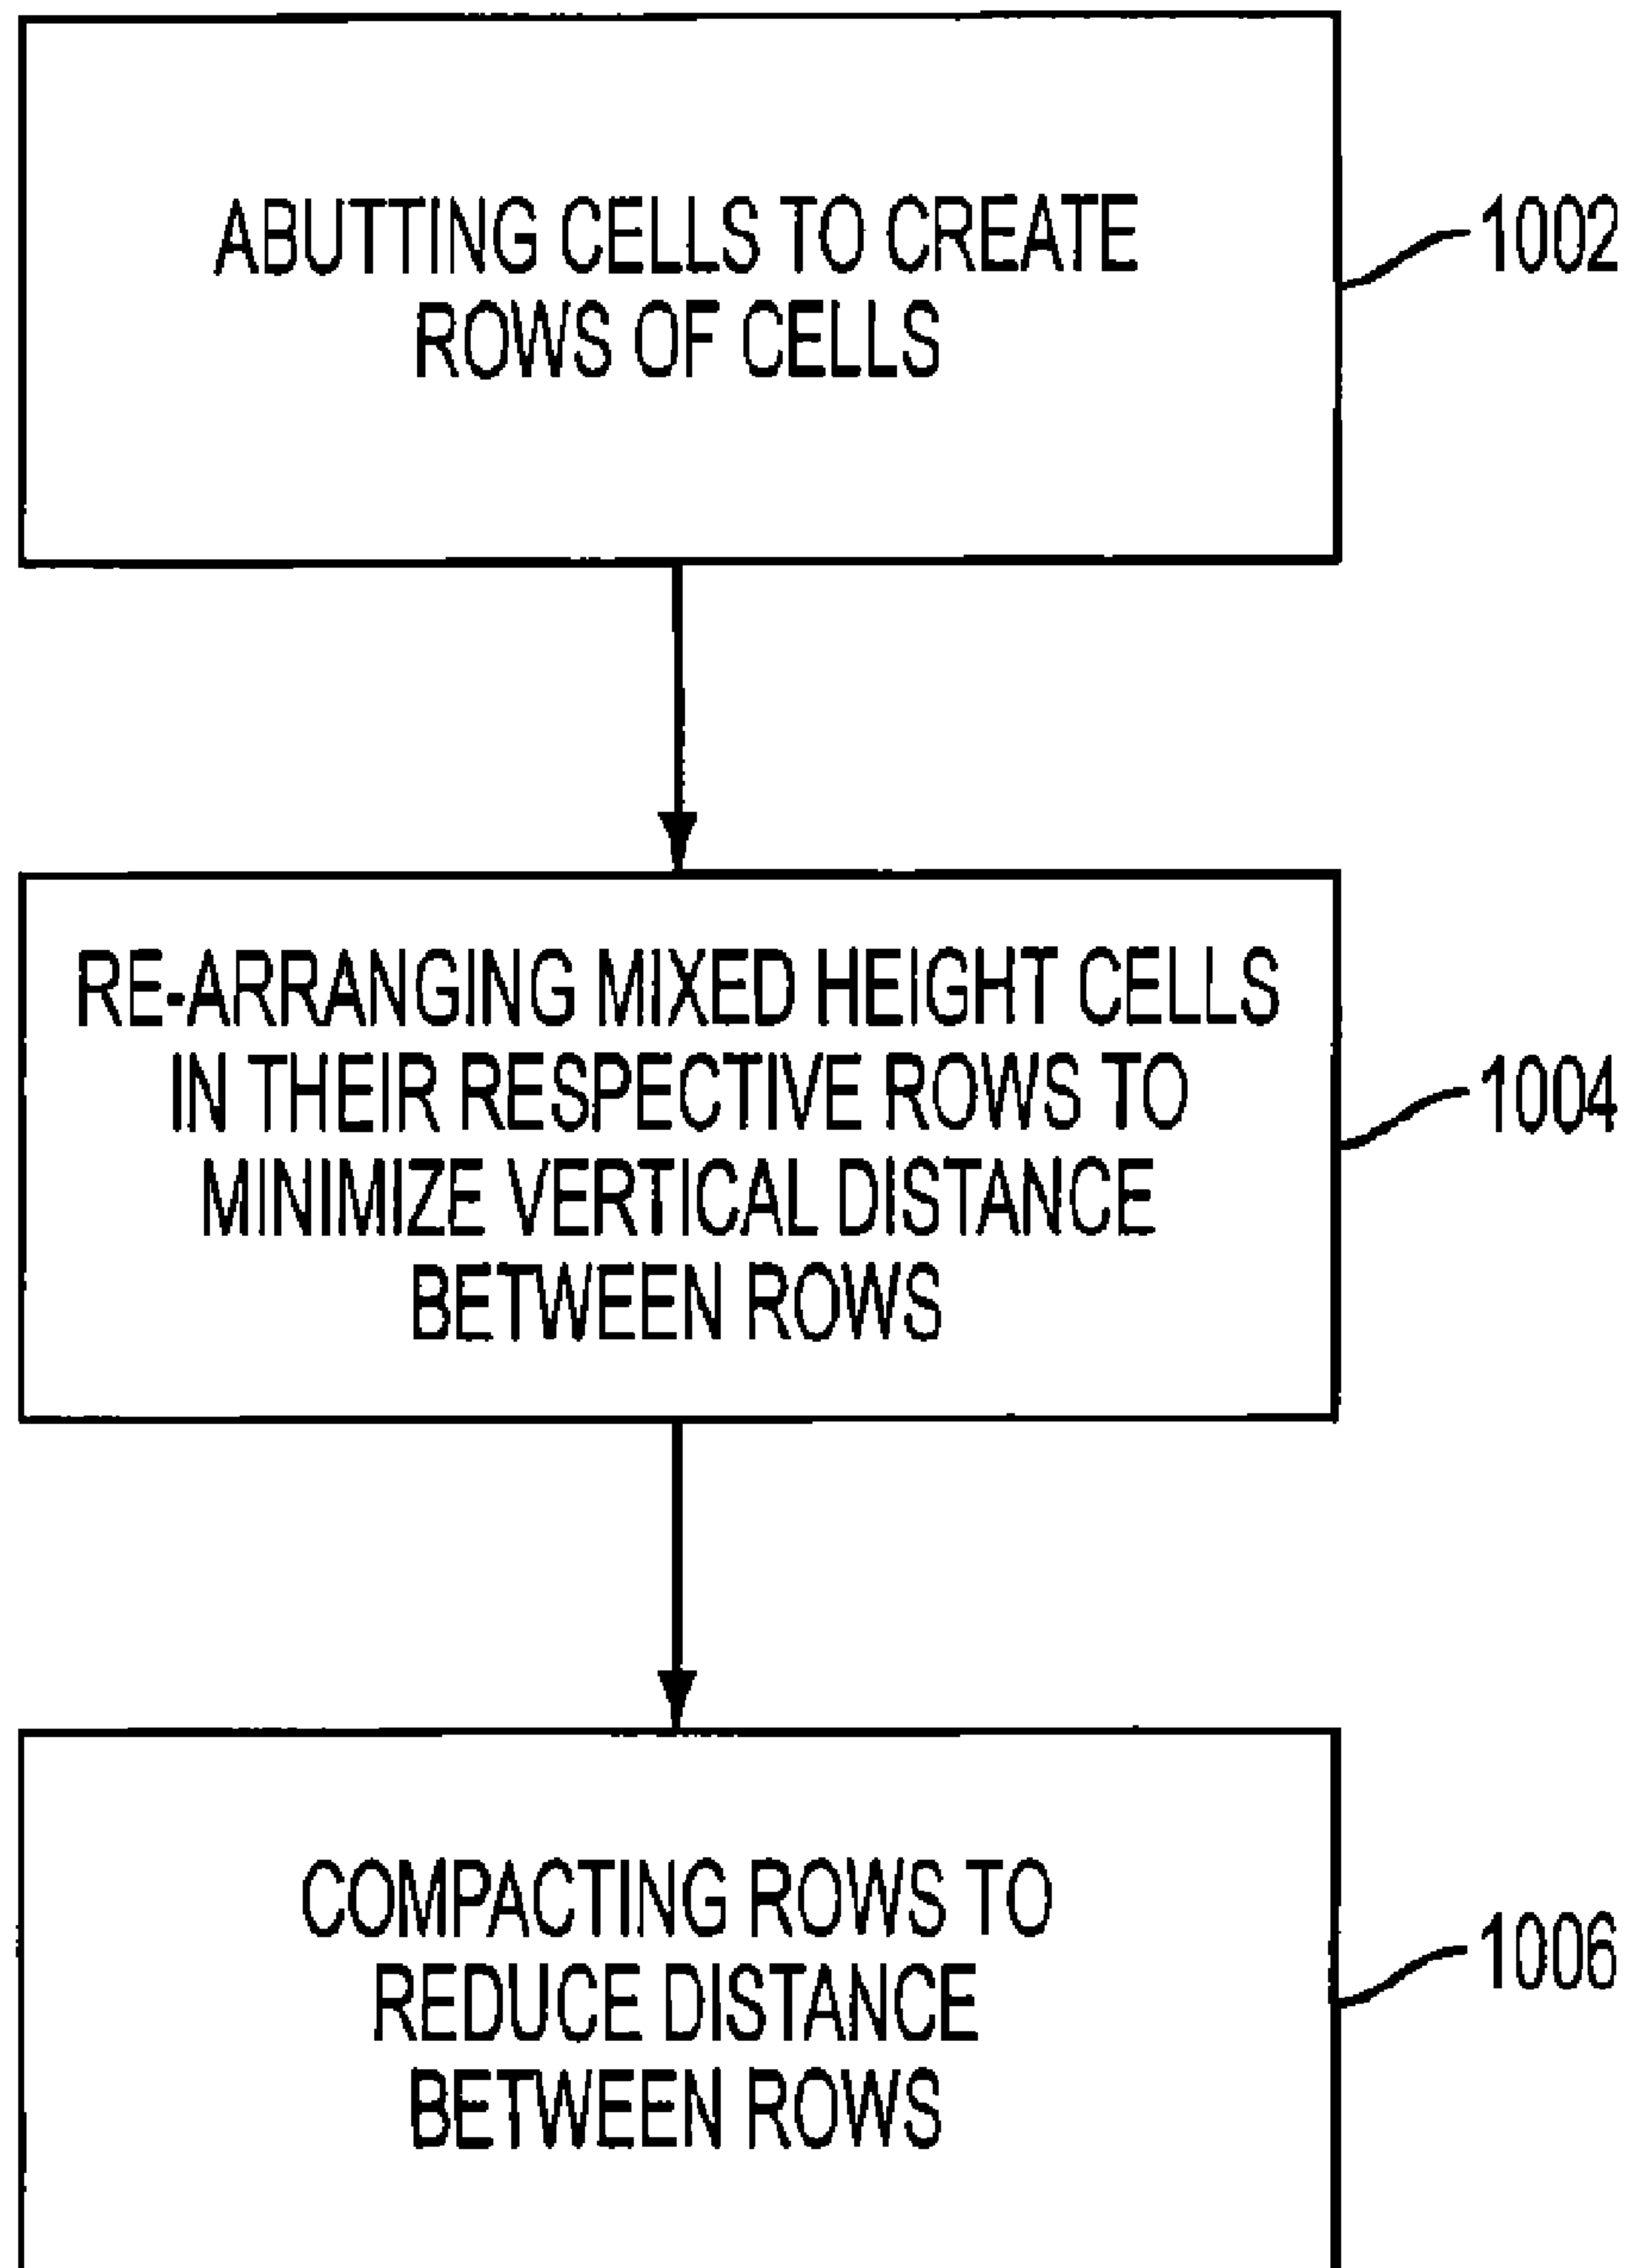 ABUTTING CELLS TO CREATE
ROWS OF CELLS
1002
RE-ARRANGING MIXED HEIGHT CELLS
IN THEIR RESPECTIVE ROWS TO
MINIMIZE VERTICAL DISTANCE
BETWEEN ROWS
1004
COMPACTING ROWS TO
REDUCE DISTANCE
BETWEEN ROWS
1006